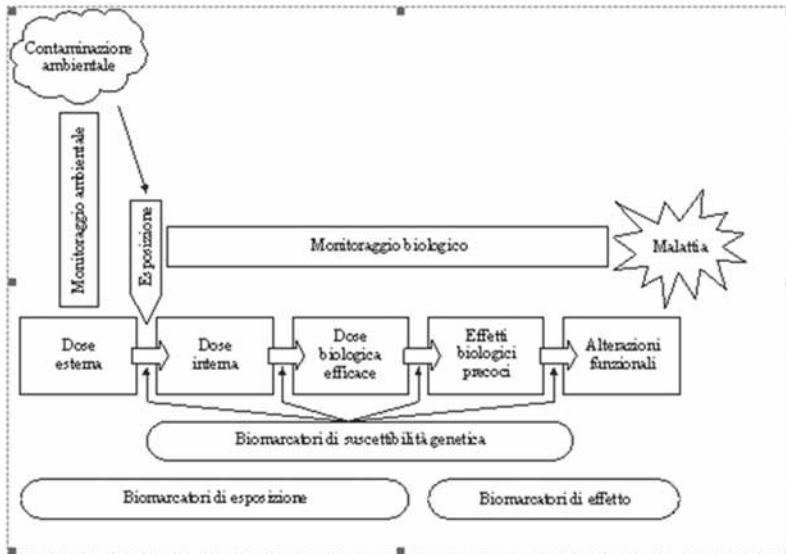 Contaminazione
ambientale
Monitoraggio ambientale
Esposizione
Monitoraggio biologico
Malattia
Dose
esterna
Dose
interna
Dose
biologica
efficace
Effetti
biologici
precoci
Alterazioni
funzionali
Biomarcatori di suscettibilità genetica
Biomarcatori di esposizione
Biomarcatori di effetto